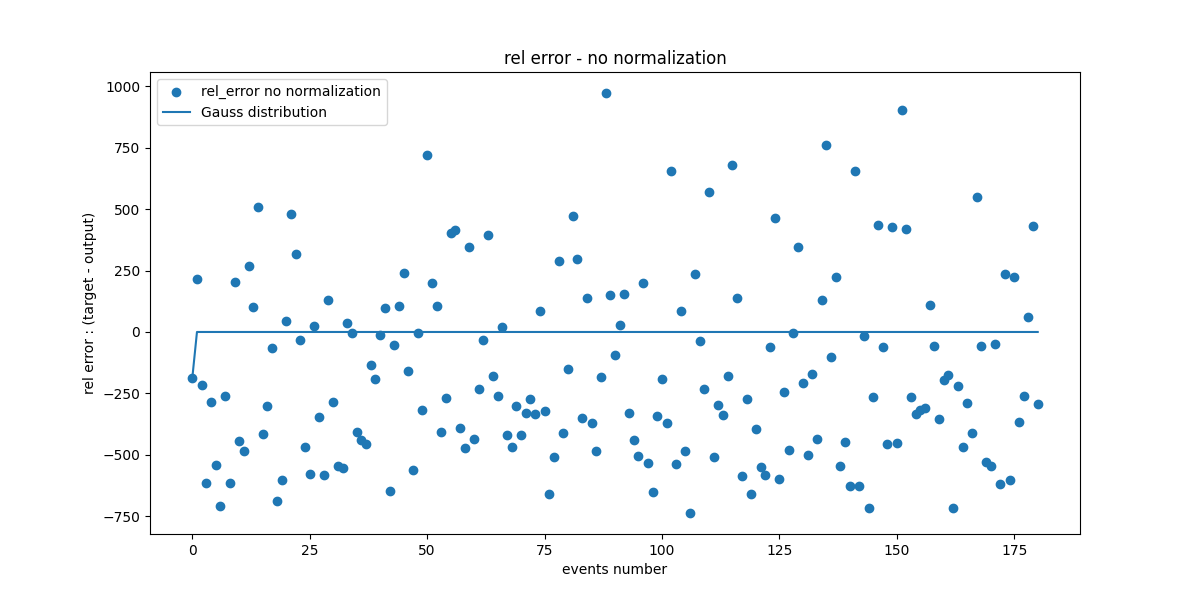 rel error - no normalization
rel_error no normalization
Gauss distribution
1000
750
500
250
0
−250
−500
−750
rel error : (target - output)
0 25 50 75 100 125 150 175
events number